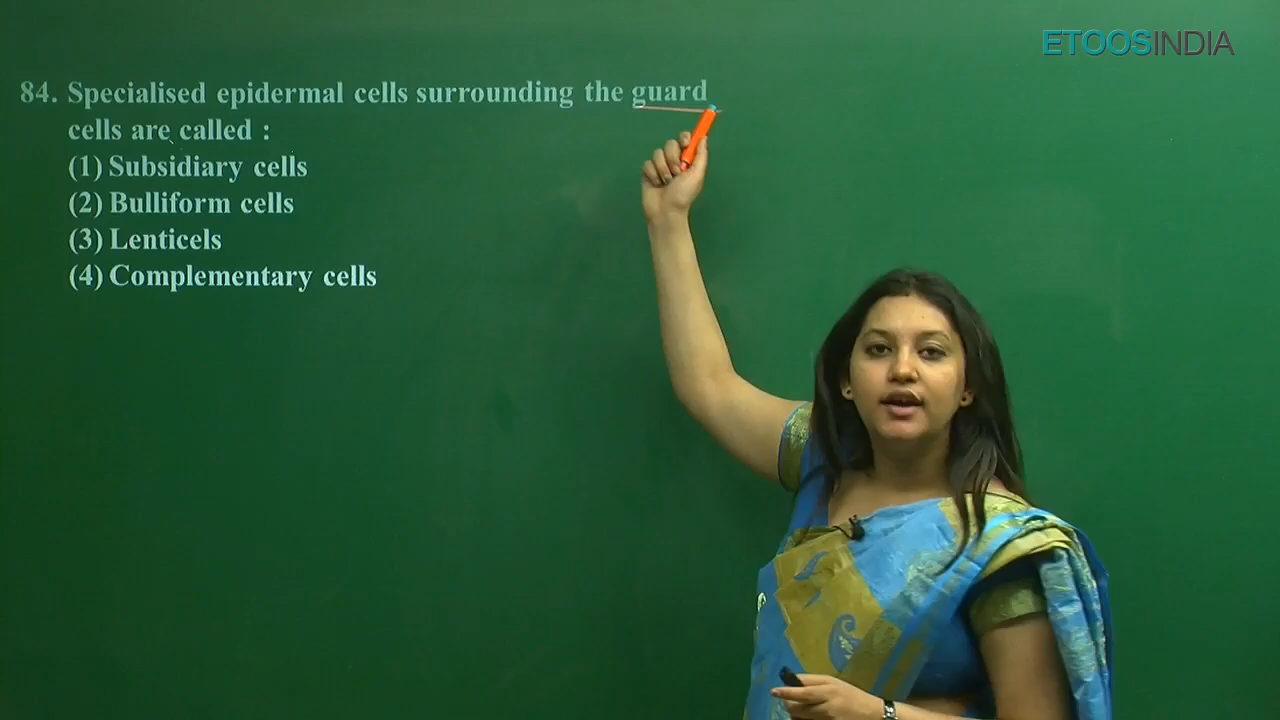 ETOOSINDIA
84. Specialised epidermal cells surrounding the guard
cells are called :
(1) Subsidiary cells
(2) Bulliform cells
(3) Lenticels
(4) Complementary cells